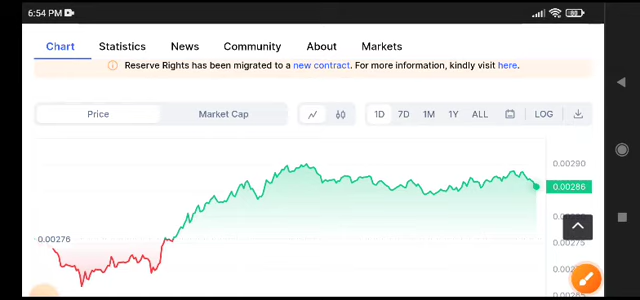 6:54 PM
Chart Statistics News Community About Markets
Reserve Rights has been migrated to a new contract. For more information, kindly visit here.
Price Market Cap 1D 7D 1M 1Y ALL LOG
0.00290
0.00286
0.00276
0.00275